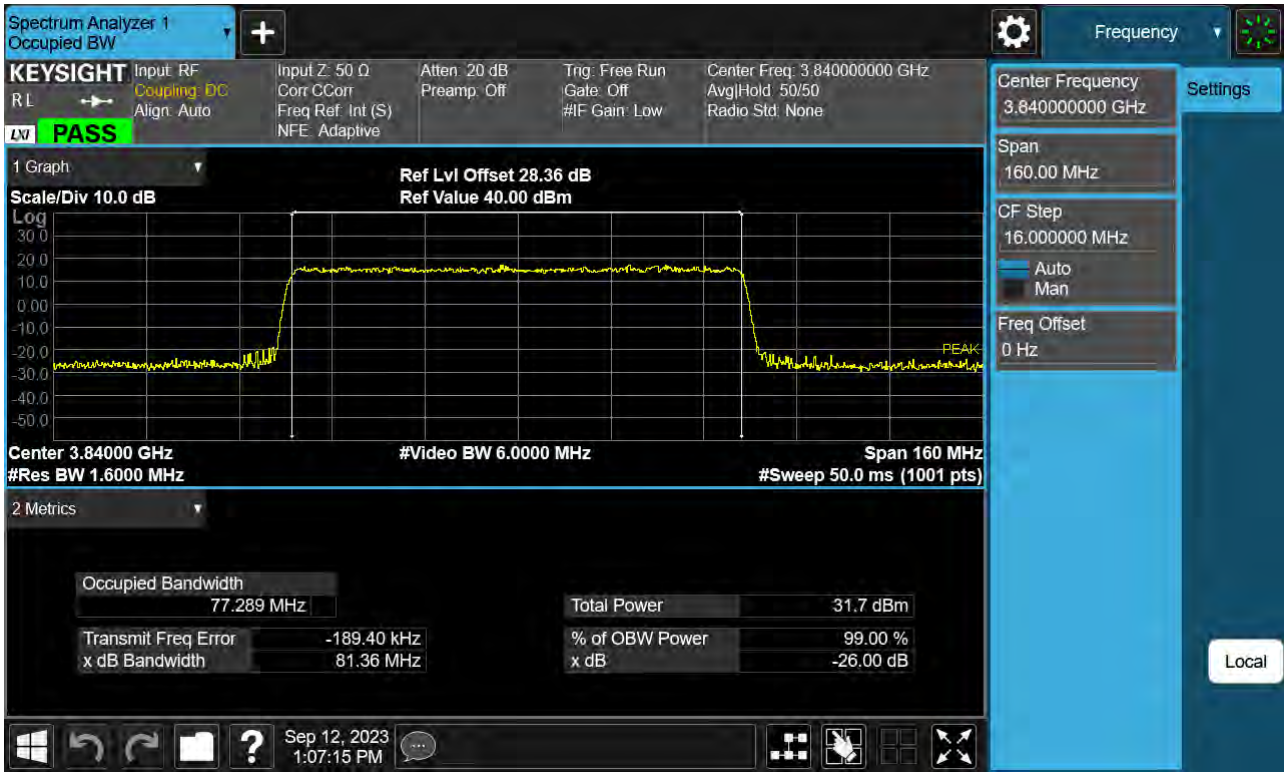 Spectrum Analyzer 1
Occupied BW
+
Frequency
KEYSIGHT
R L
LXI
PASS
Input: RF
Coupling: DC
Align: Auto
Input Z: 50 Ω
Corr CCorr
Freq Ref: Int (S)
NFE: Adaptive
Atten: 20 dB
Preamp: Off
Trig: Free Run
Gate: Off
#IF Gain: Low
Center Freq: 3.840000000 GHz
Avg|Hold: 50/50
Radio Std: None
Center Frequency
3.840000000 GHz
Settings
Span
160.00 MHz
CF Step
16.000000 MHz
Auto
Man
Freq Offset
0 Hz
Local
1 Graph
Scale/Div 10.0 dB
Ref Lvl Offset 28.36 dB
Ref Value 40.00 dBm
Log
30.0
20.0
10.0
0.00
-10.0
-20.0
-30.0
-40.0
-50.0
PEAK
Center 3.84000 GHz
#Video BW 6.0000 MHz
Span 160 MHz
#Res BW 1.6000 MHz
#Sweep 50.0 ms (1001 pts)
2 Metrics
Occupied Bandwidth
77.289 MHz
Total Power 31.7 dBm
Transmit Freq Error -189.40 kHz
% of OBW Power 99.00 %
x dB Bandwidth 81.36 MHz
x dB -26.00 dB
?
Sep 12, 2023
1:07:15 PM